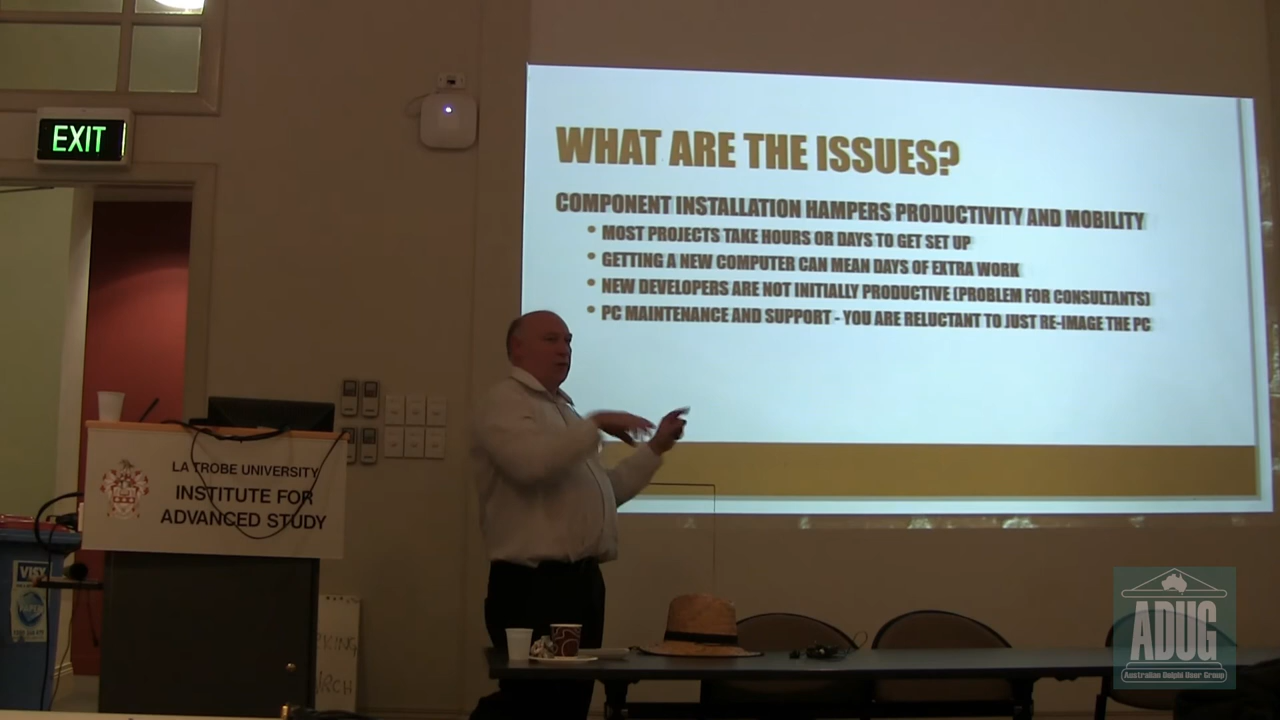 EXIT
WHAT ARE THE ISSUES?
COMPONENT INSTALLATION HAMPERS PRODUCTIVITY AND MOBILITY
• MOST PROJECTS TAKE HOURS OR DAYS TO GET SET UP
• GETTING A NEW COMPUTER CAN MEAN DAYS OF EXTRA WORK
• NEW DEVELOPERS ARE NOT INITIALLY PRODUCTIVE (PROBLEM FOR CONSULTANTS)
• PC MAINTENANCE AND SUPPORT - YOU ARE RELUCTANT TO JUST RE-IMAGE THE PC
LA TROBE UNIVERSITY
INSTITUTE FOR
ADVANCED STUDY
VISY
PAPER
ADUG
Australian Delphi User Group